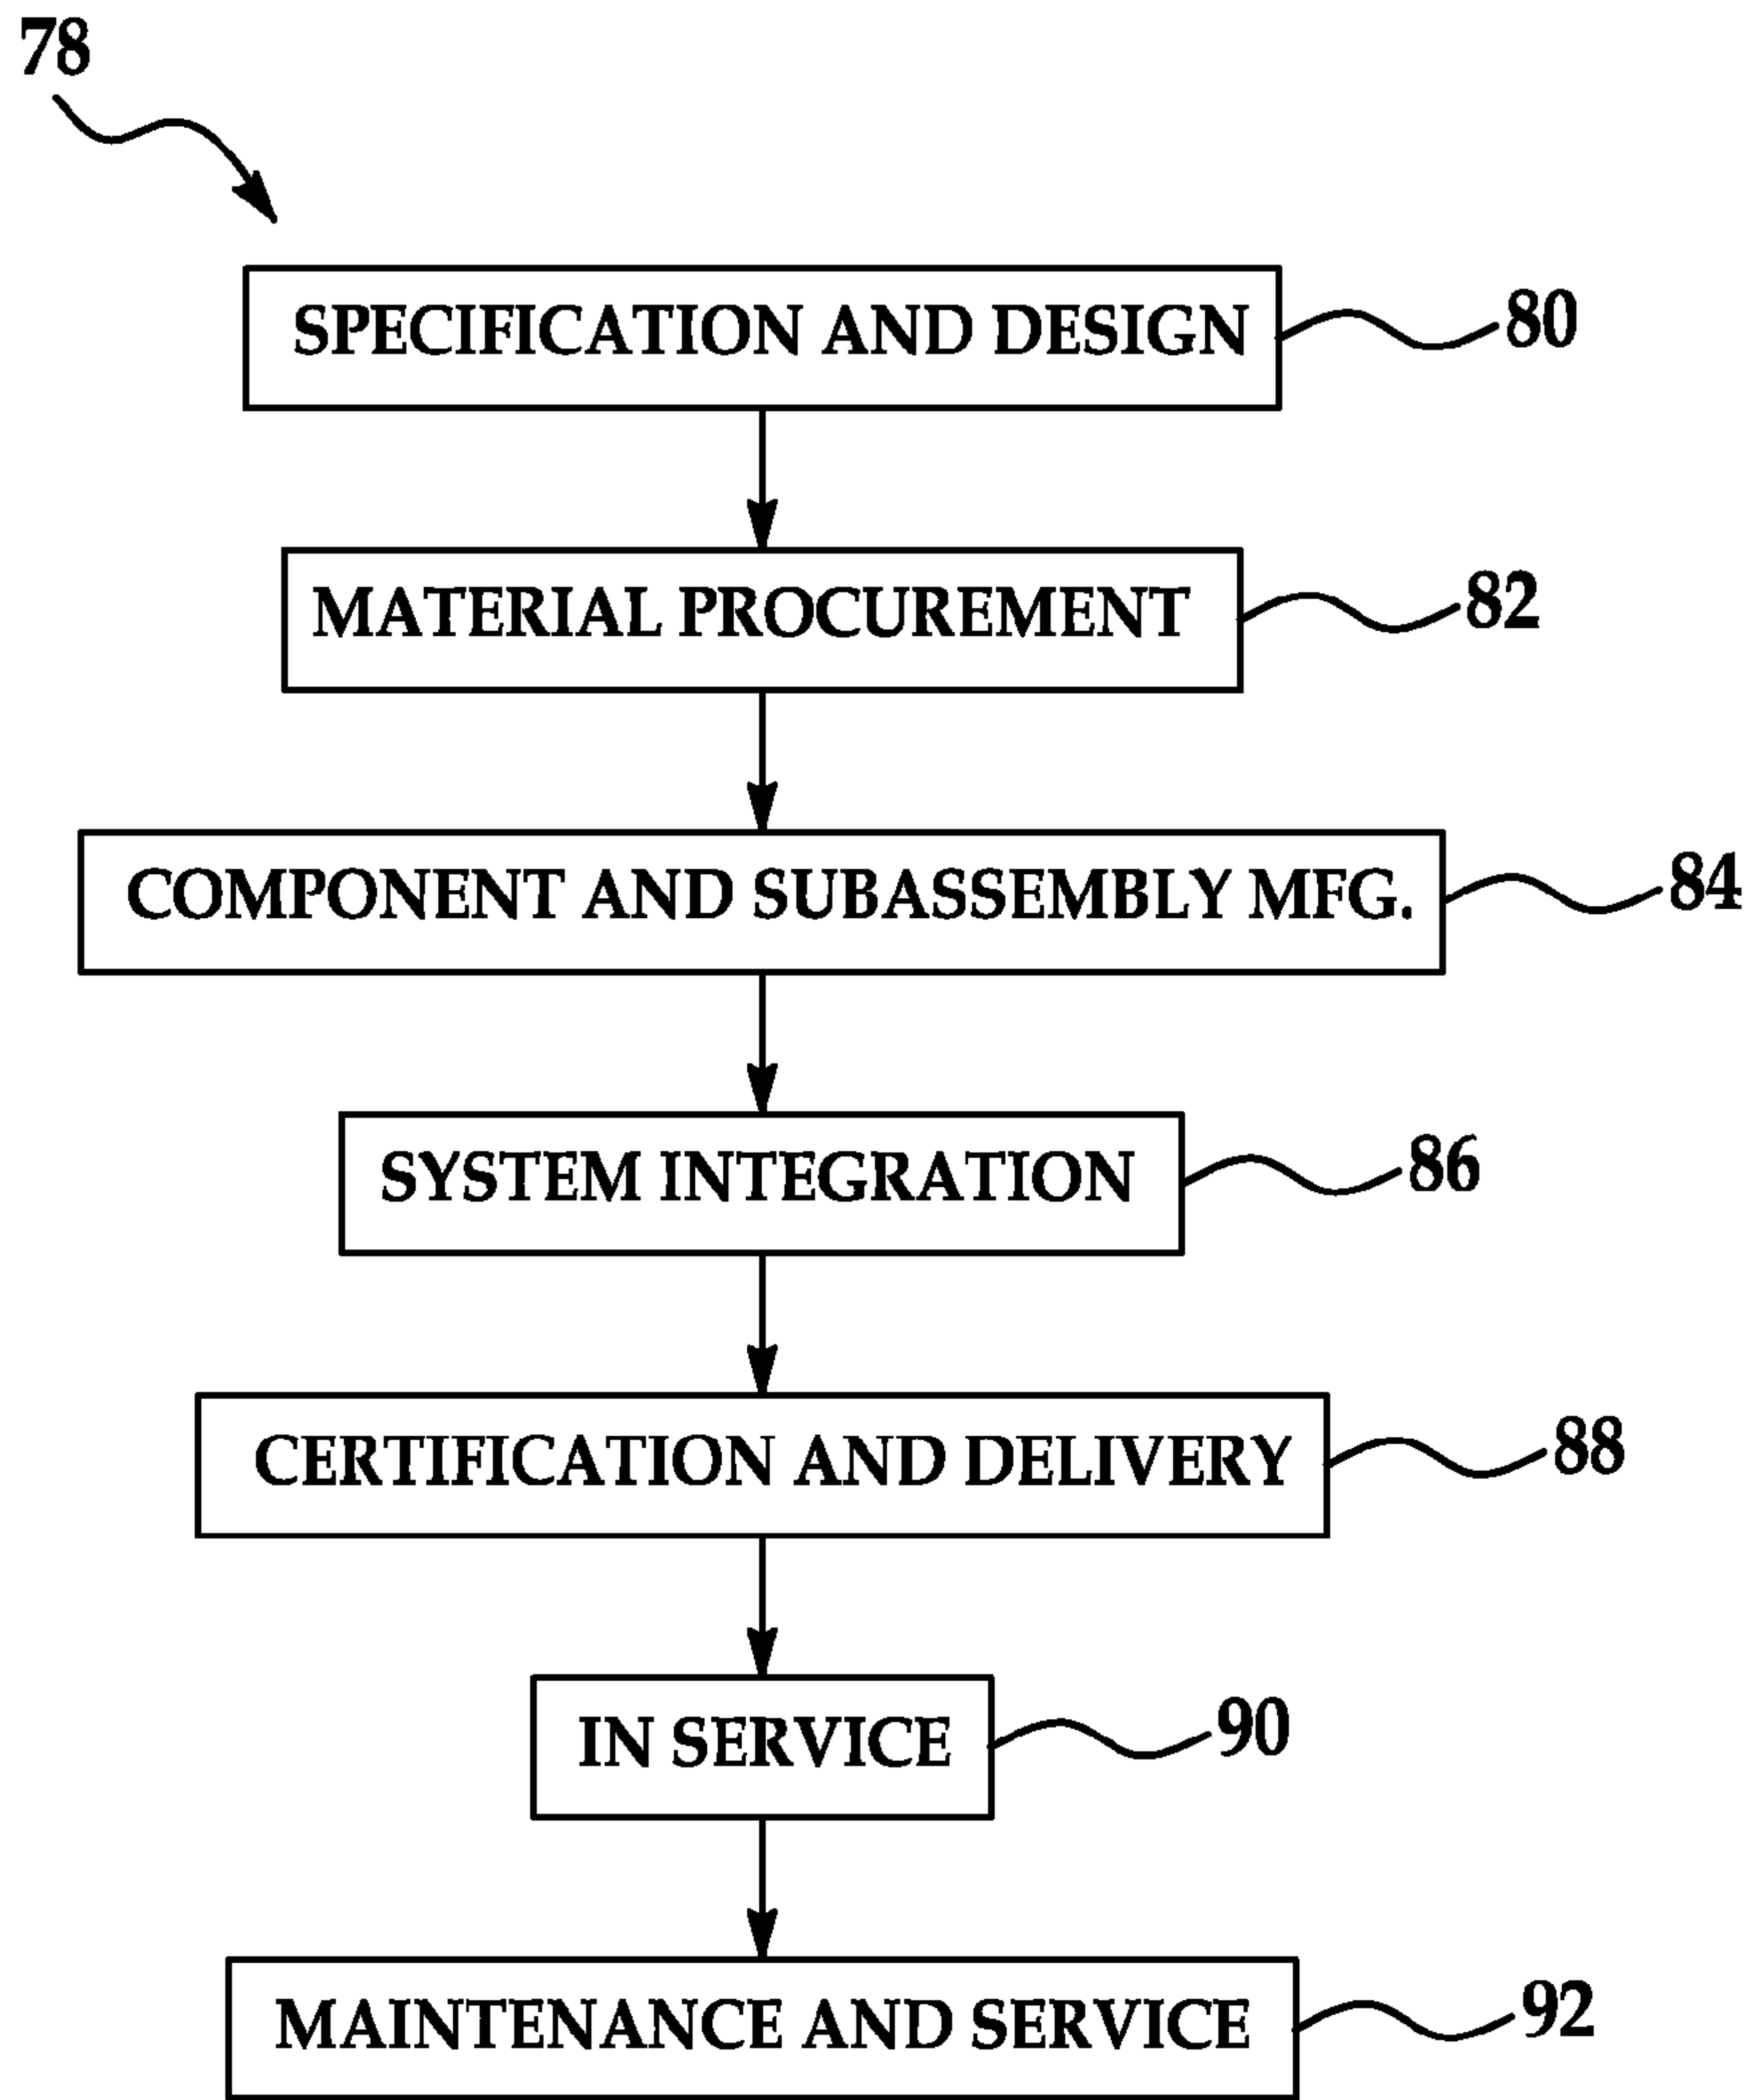 78
SPECIFICATION AND DESIGN
80
MATERIAL PROCUREMENT
82
COMPONENT AND SUBASSEMBLY MFG.
84
SYSTEM INTEGRATION
86
CERTIFICATION AND DELIVERY
88
IN SERVICE
90
MAINTENANCE AND SERVICE
92